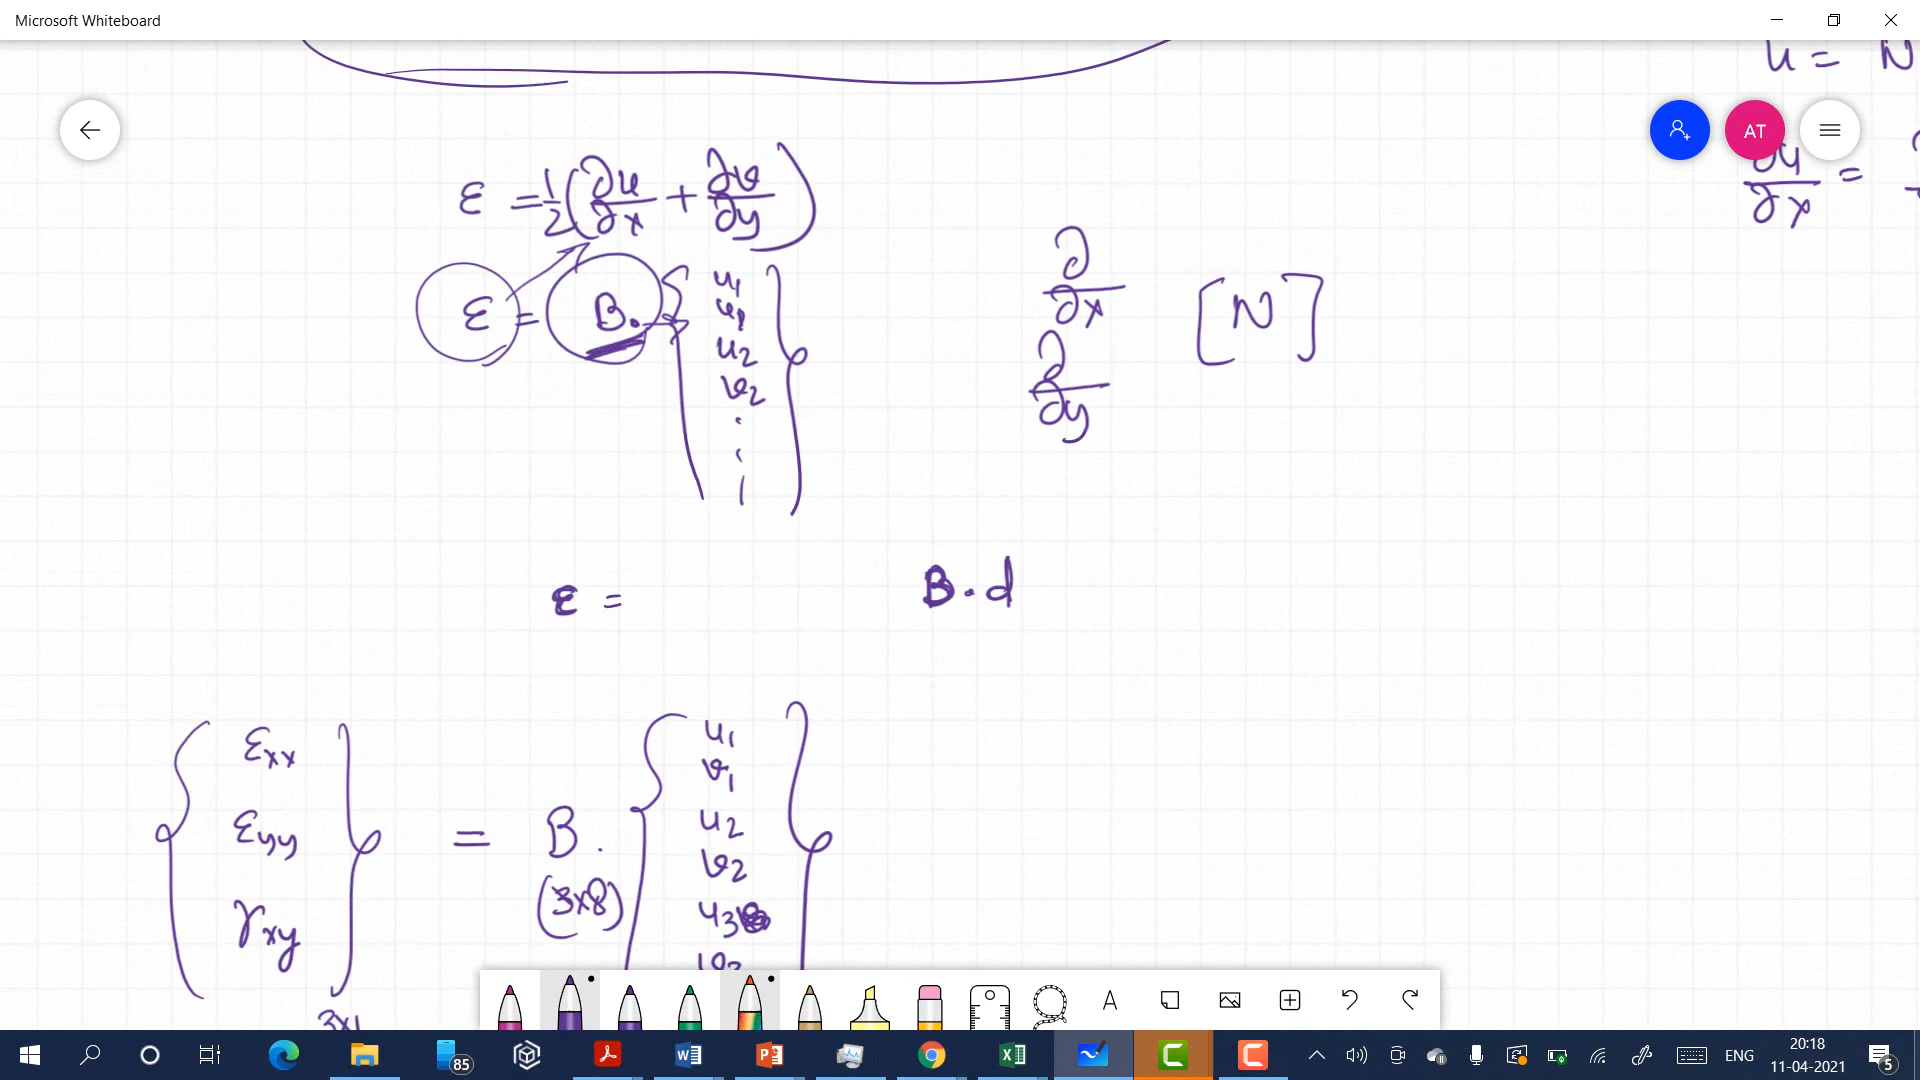 Microsoft Whiteboard
u = N
AT
∂u/∂x =
ε = 1/2 (∂u/∂x + ∂v/∂y)
ε = B. { u1
v1
u2
v2
.
.
. }
∂/∂x
∂/∂y
[N]
ε = B.d
{ εxx
εyy
γxy }
3x1
= B.
(3x8)
{ u1
v1
u2
v2
u3
A
85
ENG
20:18
11-04-2021
5